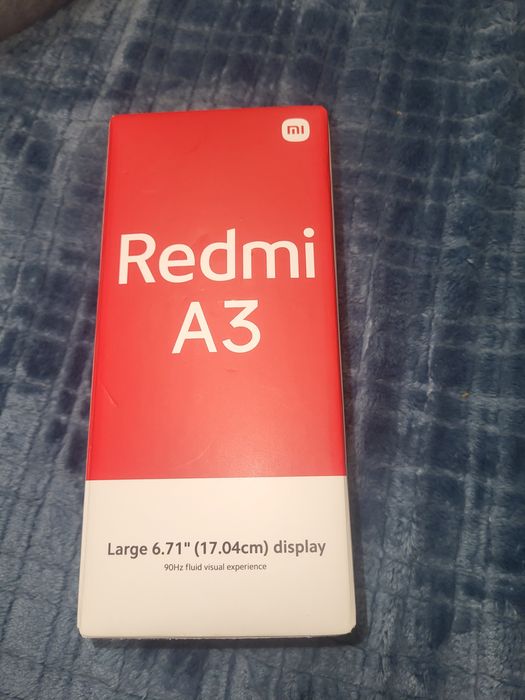 mi
Redmi
A3
Large 6.71" (17.04cm) display
90Hz fluid visual experience